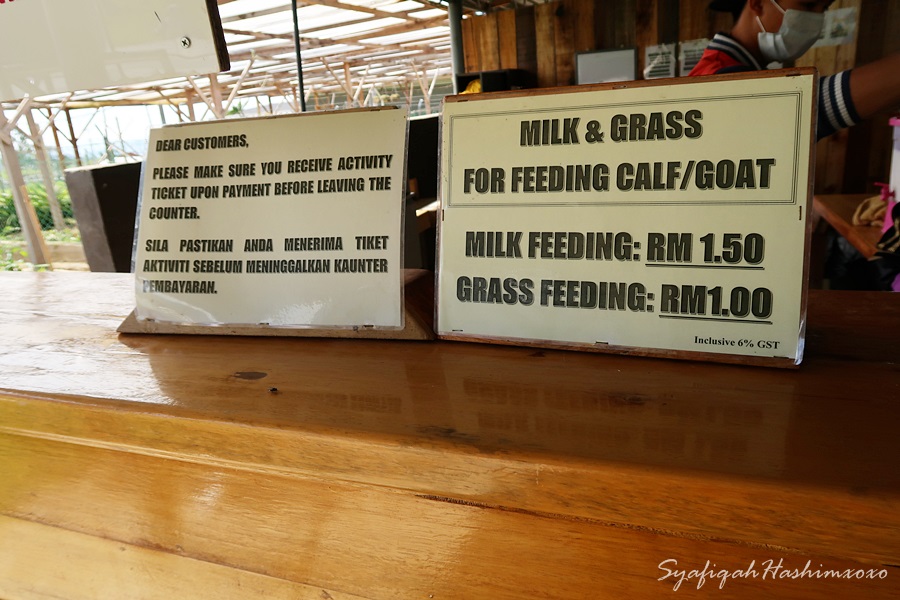 DEAR CUSTOMERS,
PLEASE MAKE SURE YOU RECEIVE ACTIVITY
TICKET UPON PAYMENT BEFORE LEAVING THE
COUNTER.
SILA PASTIKAN ANDA MENERIMA TIKET
AKTIVITI SEBELUM MENINGGALKAN KAUNTER
PEMBAYARAN.
MILK & GRASS
FOR FEEDING CALF/GOAT
MILK FEEDING: RM 1.50
GRASS FEEDING: RM1.00
Inclusive 6% GST
SyafiqahHashimxoxo